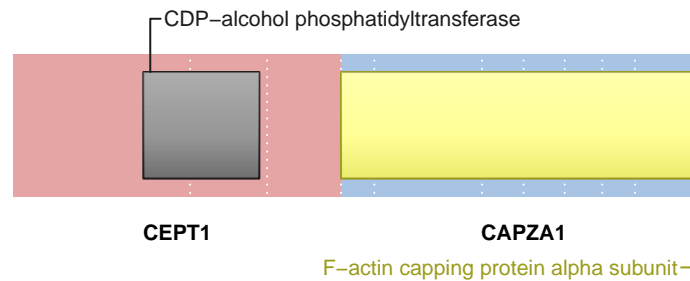 CDP−alcohol phosphatidyltransferase
CEPT1 CAPZA1
F−actin capping protein alpha subunit